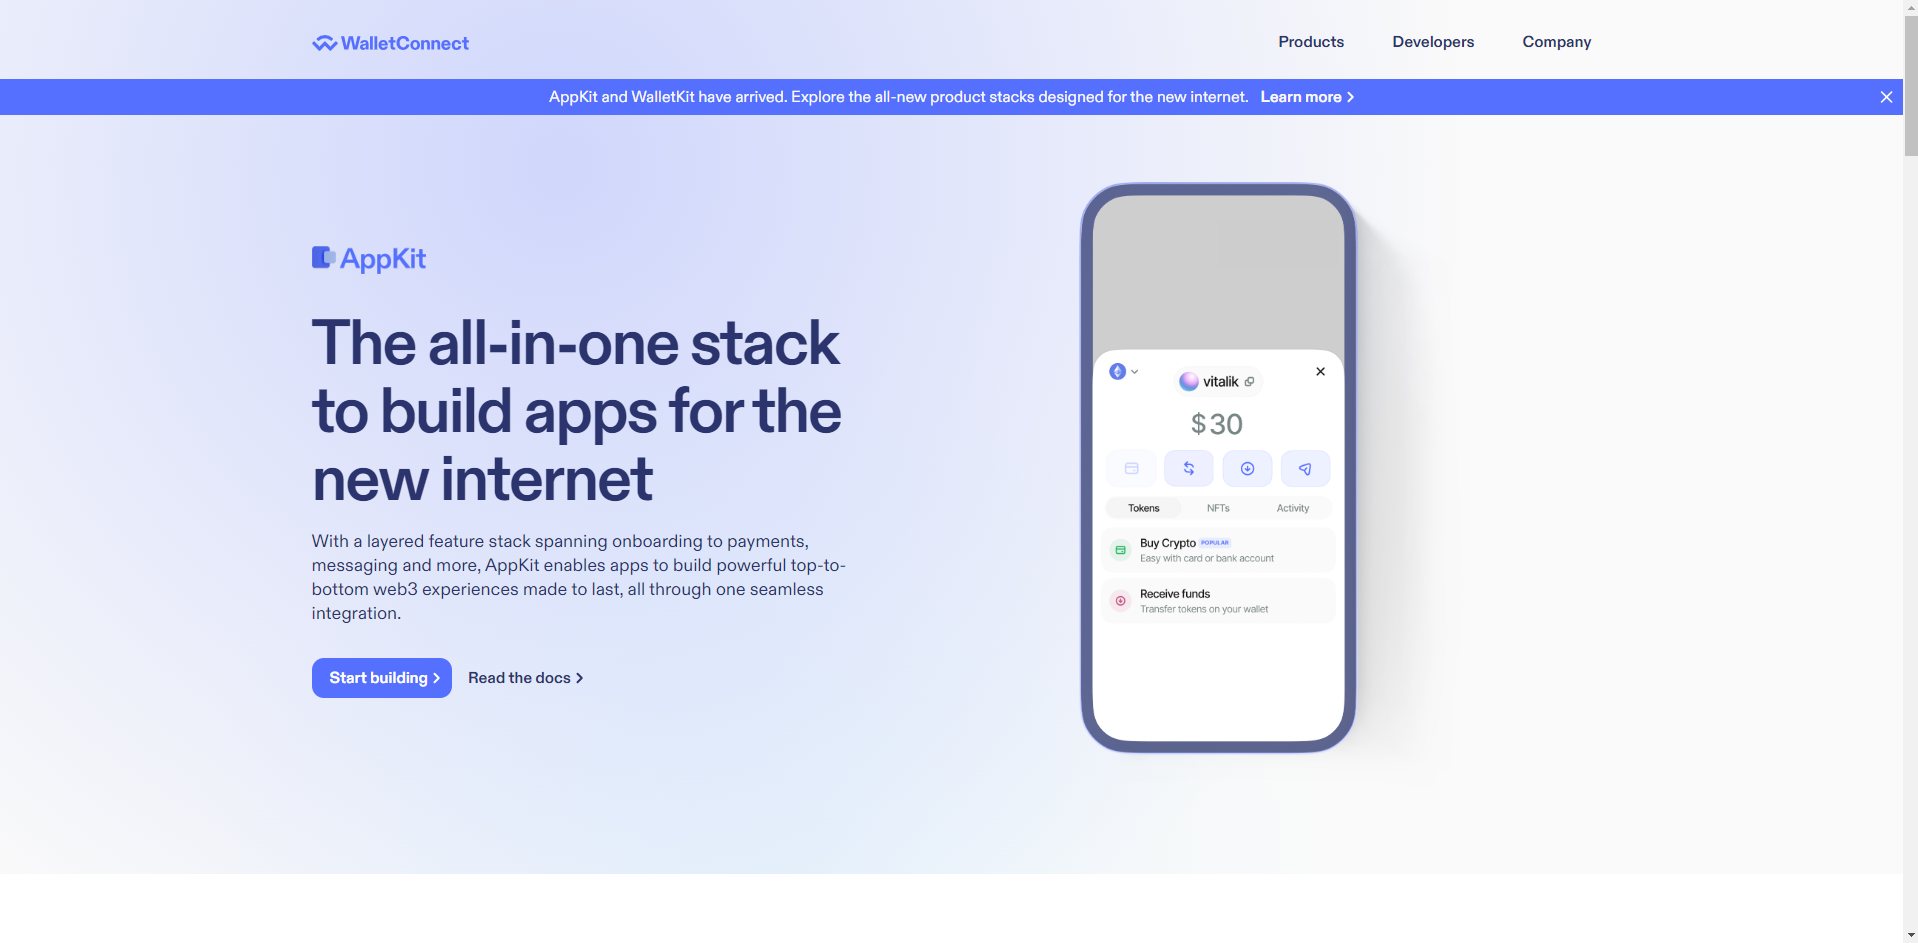 WalletConnect
Products
Developers
Company
AppKit and WalletKit have arrived. Explore the all-new product stacks designed for the new internet. Learn more
AppKit
The all-in-one stack
to build apps for the
new internet
With a layered feature stack spanning onboarding to payments,
messaging and more, AppKit enables apps to build powerful top-to-
bottom web3 experiences made to last, all through one seamless
integration.
Start building
Read the docs
vitalik
$30
Tokens
NFTs
Activity
Buy Crypto POPULAR
Easy with card or bank account
Receive funds
Transfer tokens on your wallet